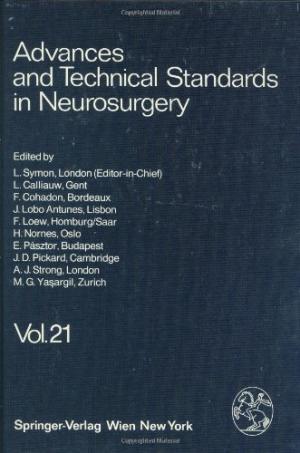 Advances
and Technical Standards
in Neurosurgery
Edited by
L. Symon, London (Editor-in-Chief)
L. Calliauw, Gent
F. Cohadon, Bordeaux
J. Lobo Antunes, Lisbon
F. Loew, Homburg/Saar
H. Nornes, Oslo
E. Pásztor, Budapest
J. D. Pickard, Cambridge
A. J. Strong, London
M. G. Yaşargil, Zurich
Vol. 21
Springer-Verlag Wien New York